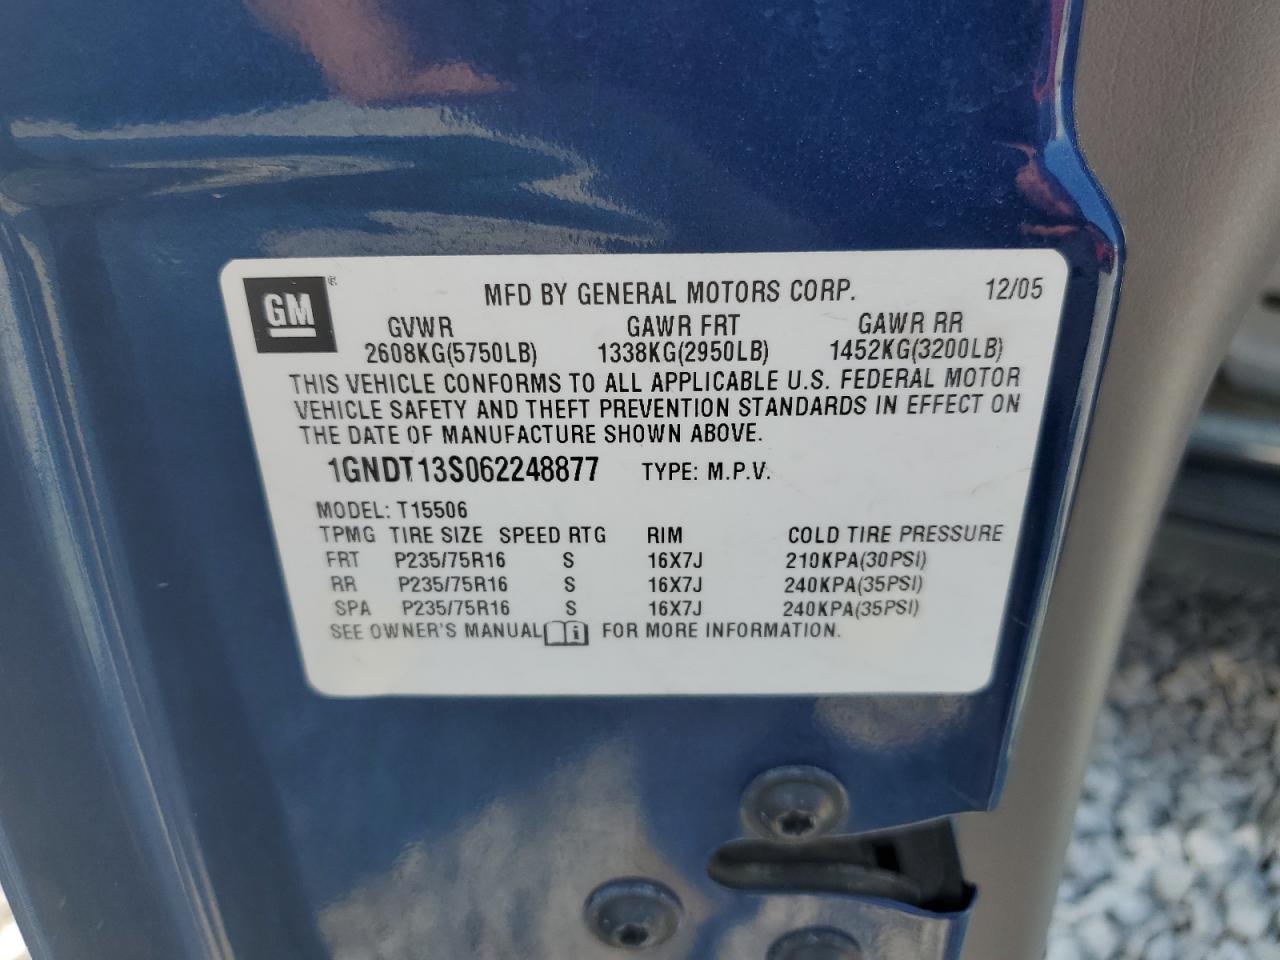 GM®
MFD BY GENERAL MOTORS CORP. 12/05
GVWR GAWR FRT GAWR RR
2608KG(5750LB) 1338KG(2950LB) 1452KG(3200LB)
THIS VEHICLE CONFORMS TO ALL APPLICABLE U.S. FEDERAL MOTOR
VEHICLE SAFETY AND THEFT PREVENTION STANDARDS IN EFFECT ON
THE DATE OF MANUFACTURE SHOWN ABOVE.
1GNDT13S062248877 TYPE: M.P.V.
MODEL: T15506
TPMG TIRE SIZE SPEED RTG RIM COLD TIRE PRESSURE
FRT P235/75R16 S 16X7J 210KPA(30PSI)
RR P235/75R16 S 16X7J 240KPA(35PSI)
SPA P235/75R16 S 16X7J 240KPA(35PSI)
SEE OWNER'S MANUAL i FOR MORE INFORMATION.